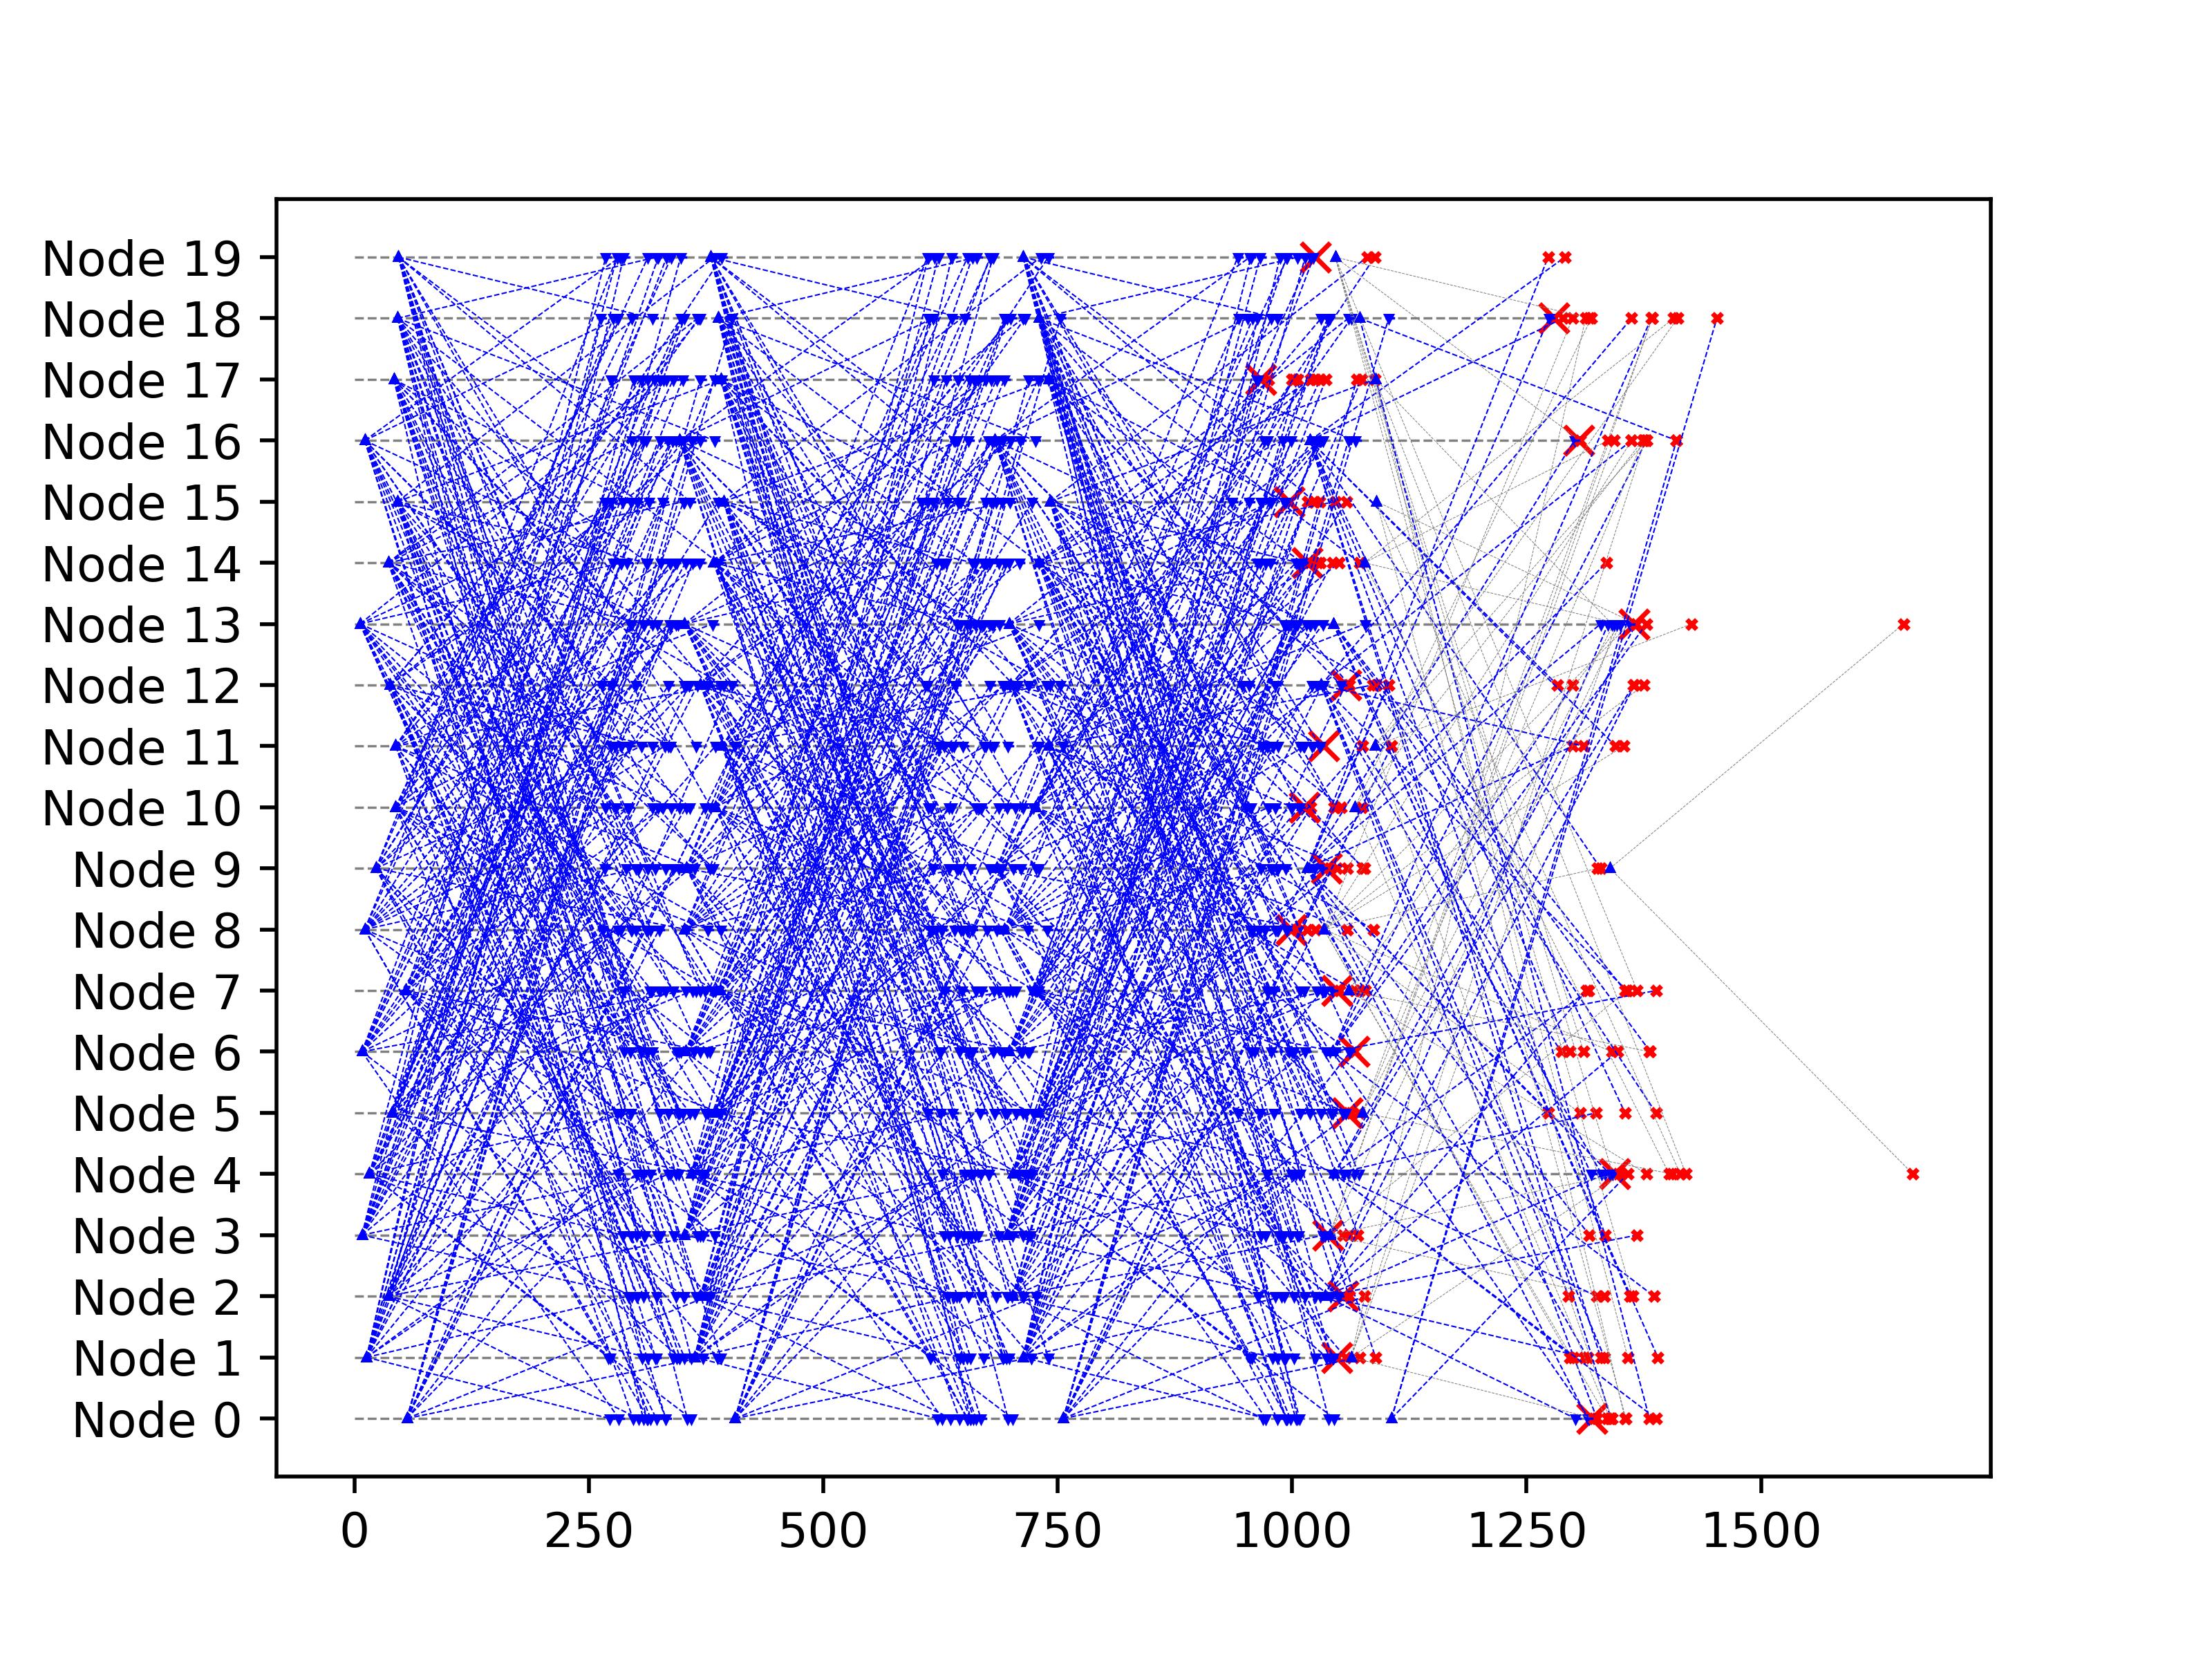 Node 19
Node 18
Node 17
Node 16
Node 15
Node 14
Node 13
Node 12
Node 11
Node 10
Node 9
Node 8
Node 7
Node 6
Node 5
Node 4
Node 3
Node 2
Node 1
Node 0
0 250 500 750 1000 1250 1500